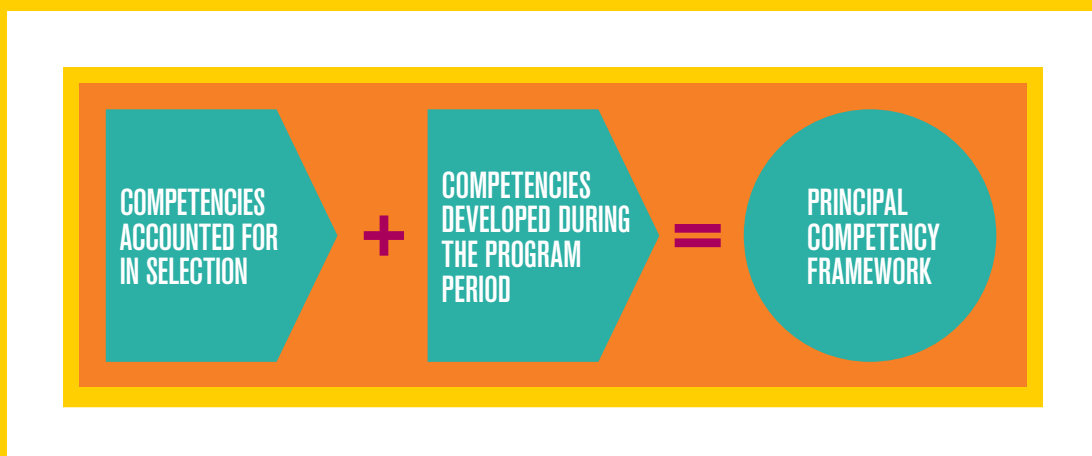 COMPETENCIES
ACCOUNTED FOR
IN SELECTION
+
COMPETENCIES
DEVELOPED DURING
THE PROGRAM
PERIOD
=
PRINCIPAL
COMPETENCY
FRAMEWORK